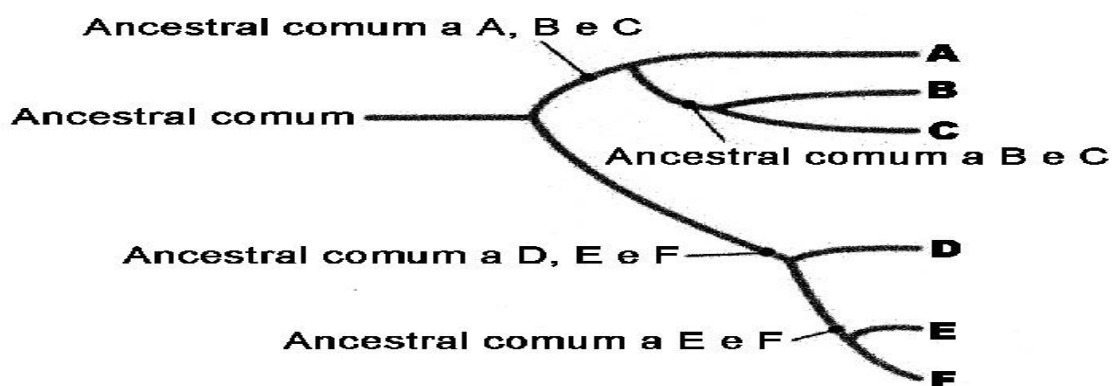 Ancestral comum a A, B e C
A
B
Ancestral comum
C
Ancestral comum a B e C
Ancestral comum a D, E e F
D
E
Ancestral comum a E e F
F